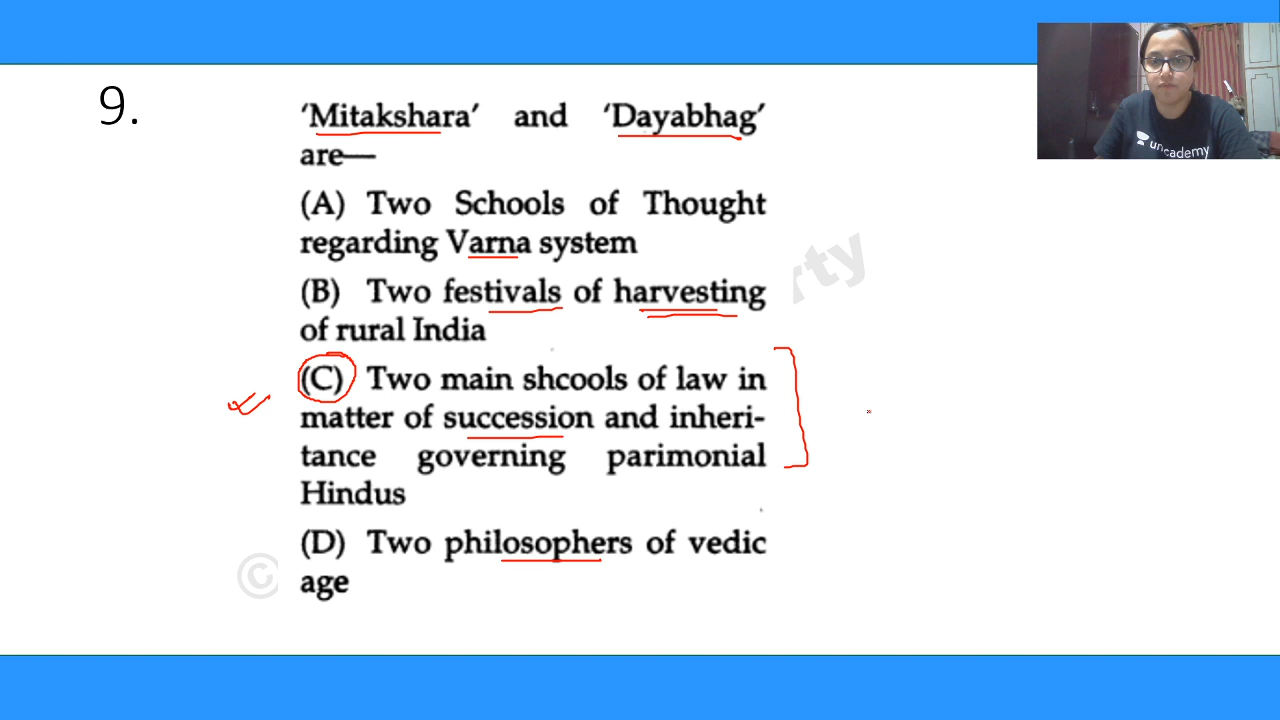 9.
unacademy
'Mitakshara' and 'Dayabhag'
are—
(A) Two Schools of Thought
regarding Varna system
(B) Two festivals of harvesting
of rural India
(C) Two main shcools of law in
matter of succession and inheri-
tance governing parimonial
Hindus
(D) Two philosophers of vedic
age
©
rty